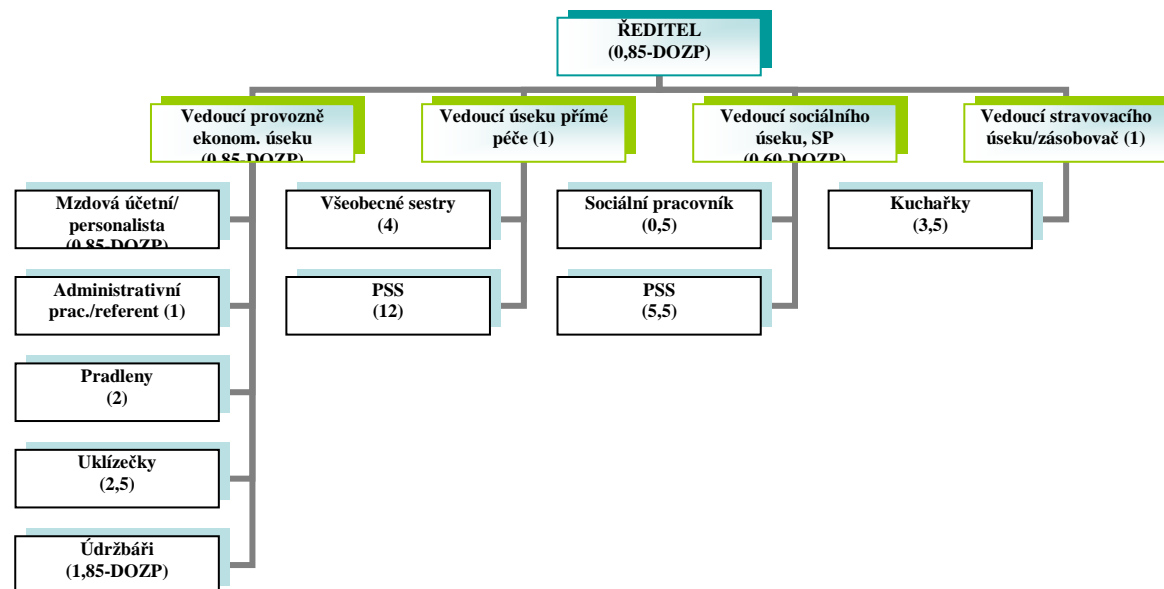 ŘEDITEL
(0,85-DOZP)
Vedoucí provozně
ekonom. úseku
(0,85-DOZP)
Vedoucí úseku přímé
péče (1)
Vedoucí sociálního
úseku, SP
(0,60-DOZP)
Vedoucí stravovacího
úseku/zásobovač (1)
Mzdová účetní/
personalista
(0,85-DOZP)
Všeobecné sestry
(4)
Sociální pracovník
(0,5)
Kuchařky
(3,5)
Administrativní
prac./referent (1)
PSS
(12)
PSS
(5,5)
Pradleny
(2)
Uklízečky
(2,5)
Údržbáři
(1,85-DOZP)